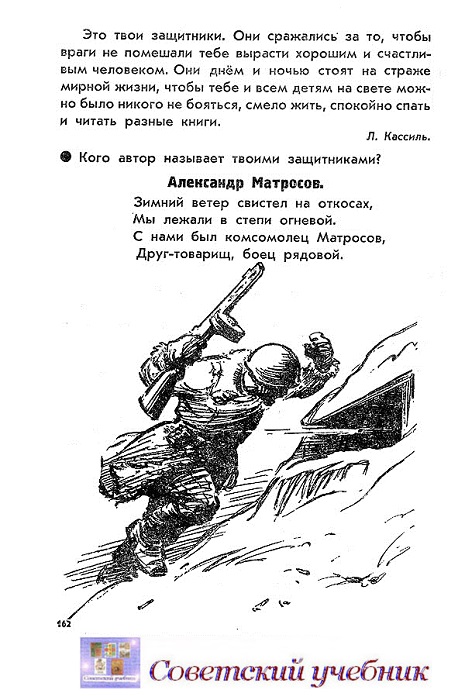 Это твои защитники. Они сражались за то, чтобы
враги не помешали тебе вырасти хорошим и счастли-
вым человеком. Они днём и ночью стоят на страже
мирной жизни, чтобы тебе и всем детям на свете мож-
но было никого не бояться, смело жить, спокойно спать
и читать разные книги.
Л. Кассиль.
● Кого автор называет твоими защитниками?
Александр Матросов.
Зимний ветер свистел на откосах,
Мы лежали в степи огневой.
С нами был комсомолец Матросов,
Друг-товарищ, боец рядовой.
162
Советский учебник
Советский учебник